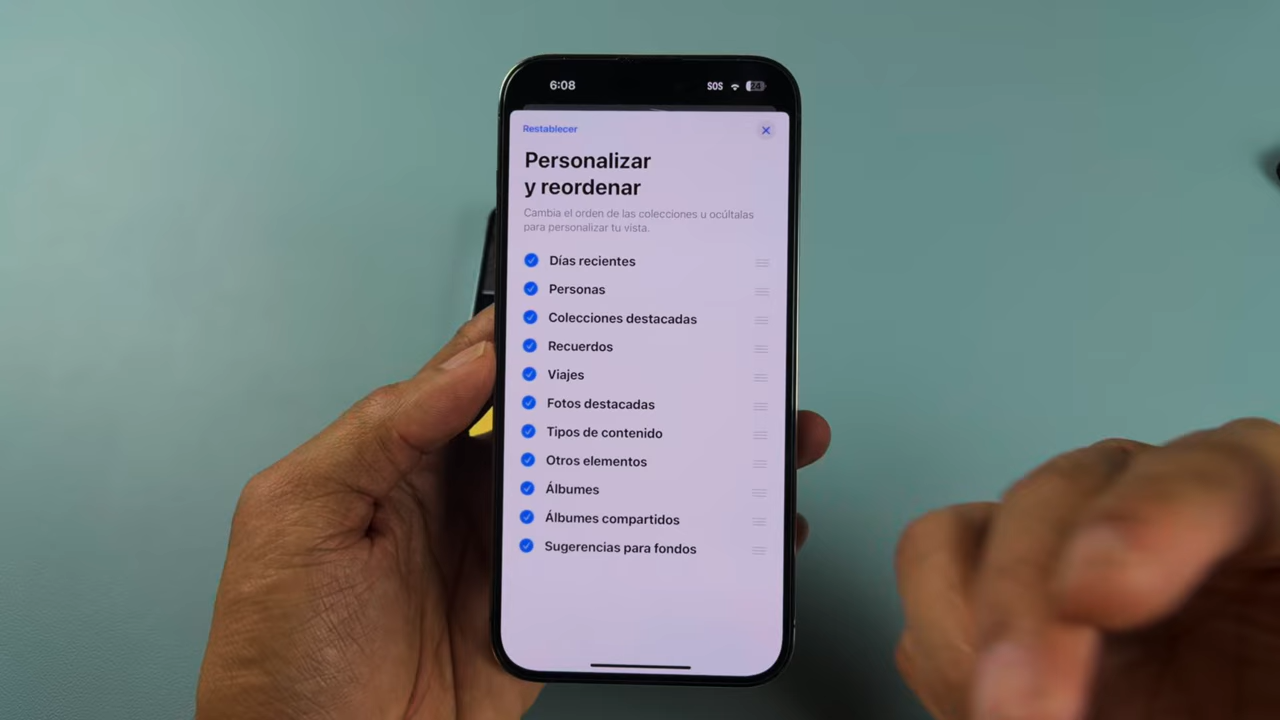 6:08
SOS
24
Restablecer
Personalizar
y reordenar
Cambia el orden de las colecciones u ocúltalas
para personalizar tu vista.
Días recientes
Personas
Colecciones destacadas
Recuerdos
Viajes
Fotos destacadas
Tipos de contenido
Otros elementos
Álbumes
Álbumes compartidos
Sugerencias para fondos